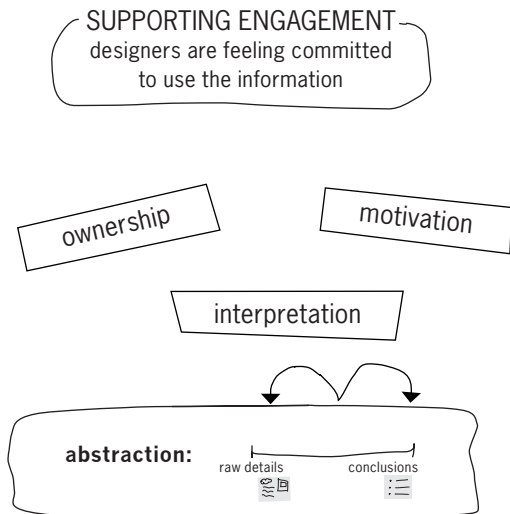 SUPPORTING ENGAGEMENT
designers are feeling committed
to use the information
ownership
motivation
interpretation
abstraction:
raw details
conclusions